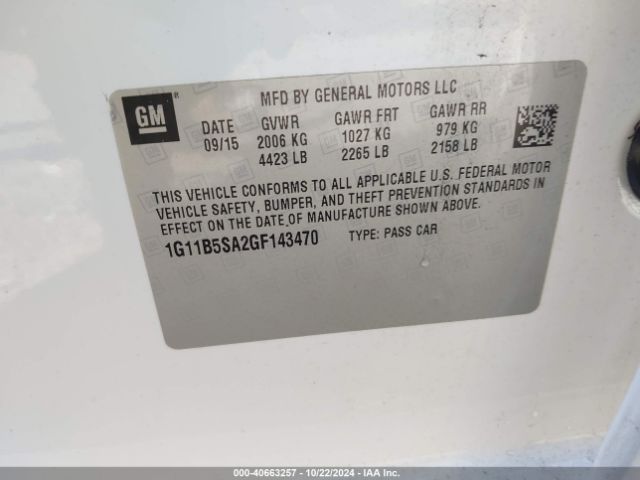 GM ®
MFD BY GENERAL MOTORS LLC
DATE GVWR GAWR FRT GAWR RR
09/15 2006 KG 1027 KG 979 KG
4423 LB 2265 LB 2158 LB
THIS VEHICLE CONFORMS TO ALL APPLICABLE U.S. FEDERAL MOTOR
VEHICLE SAFETY, BUMPER, AND THEFT PREVENTION STANDARDS IN
EFFECT ON THE DATE OF MANUFACTURE SHOWN ABOVE.
1G11B5SA2GF143470 TYPE: PASS CAR
000-40663257 - 10/22/2024 - IAA Inc.